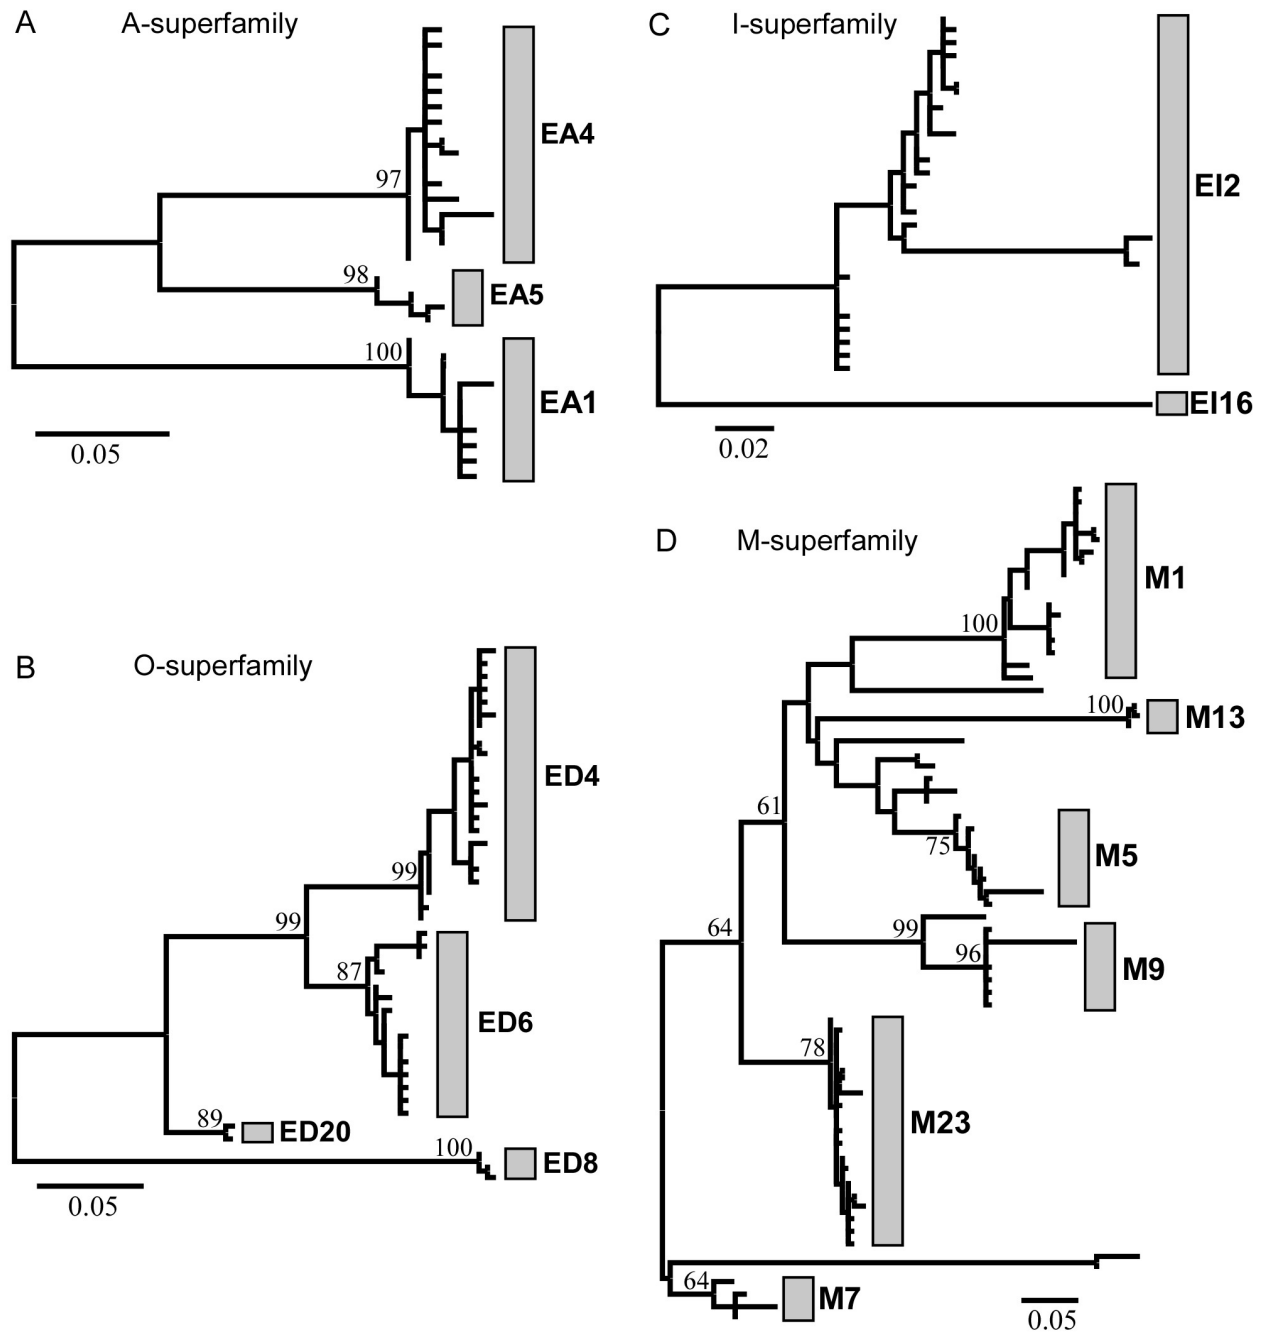 A A-superfamily
97
EA4
98
EA5
100
EA1
0.05
B O-superfamily
ED4
99
99
87
ED6
89
ED20
100
ED8
0.05
C I-superfamily
EI2
EI16
0.02
D M-superfamily
M1
100
100
M13
61
75
M5
64
99
96
M9
78
M23
64
M7
0.05